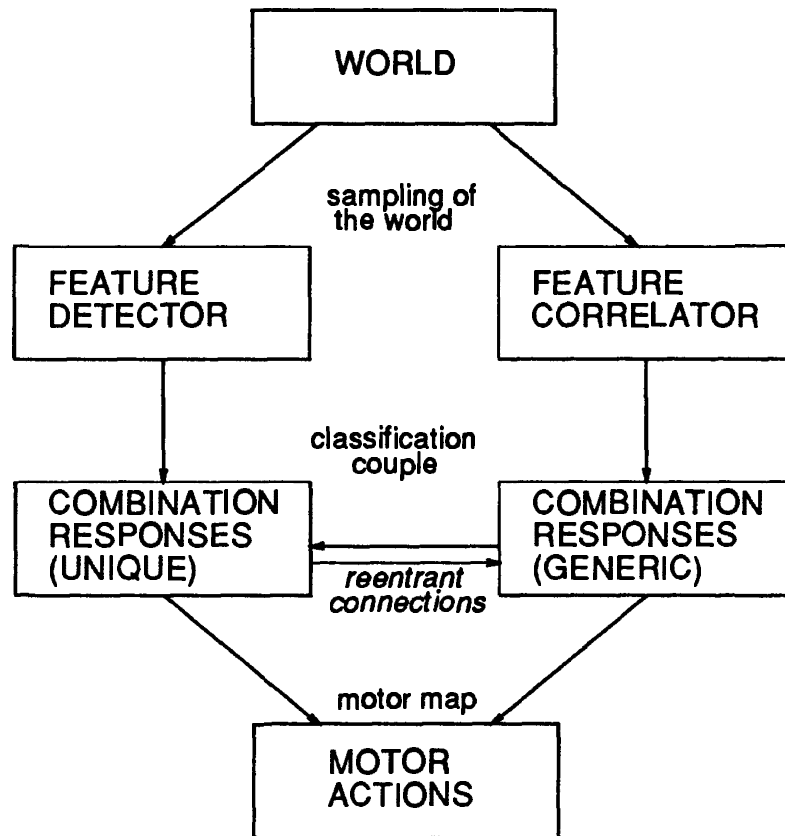 WORLD
sampling of
the world
FEATURE
DETECTOR
FEATURE
CORRELATOR
classification
couple
COMBINATION
RESPONSES
(UNIQUE)
COMBINATION
RESPONSES
(GENERIC)
reentrant
connections
motor map
MOTOR
ACTIONS